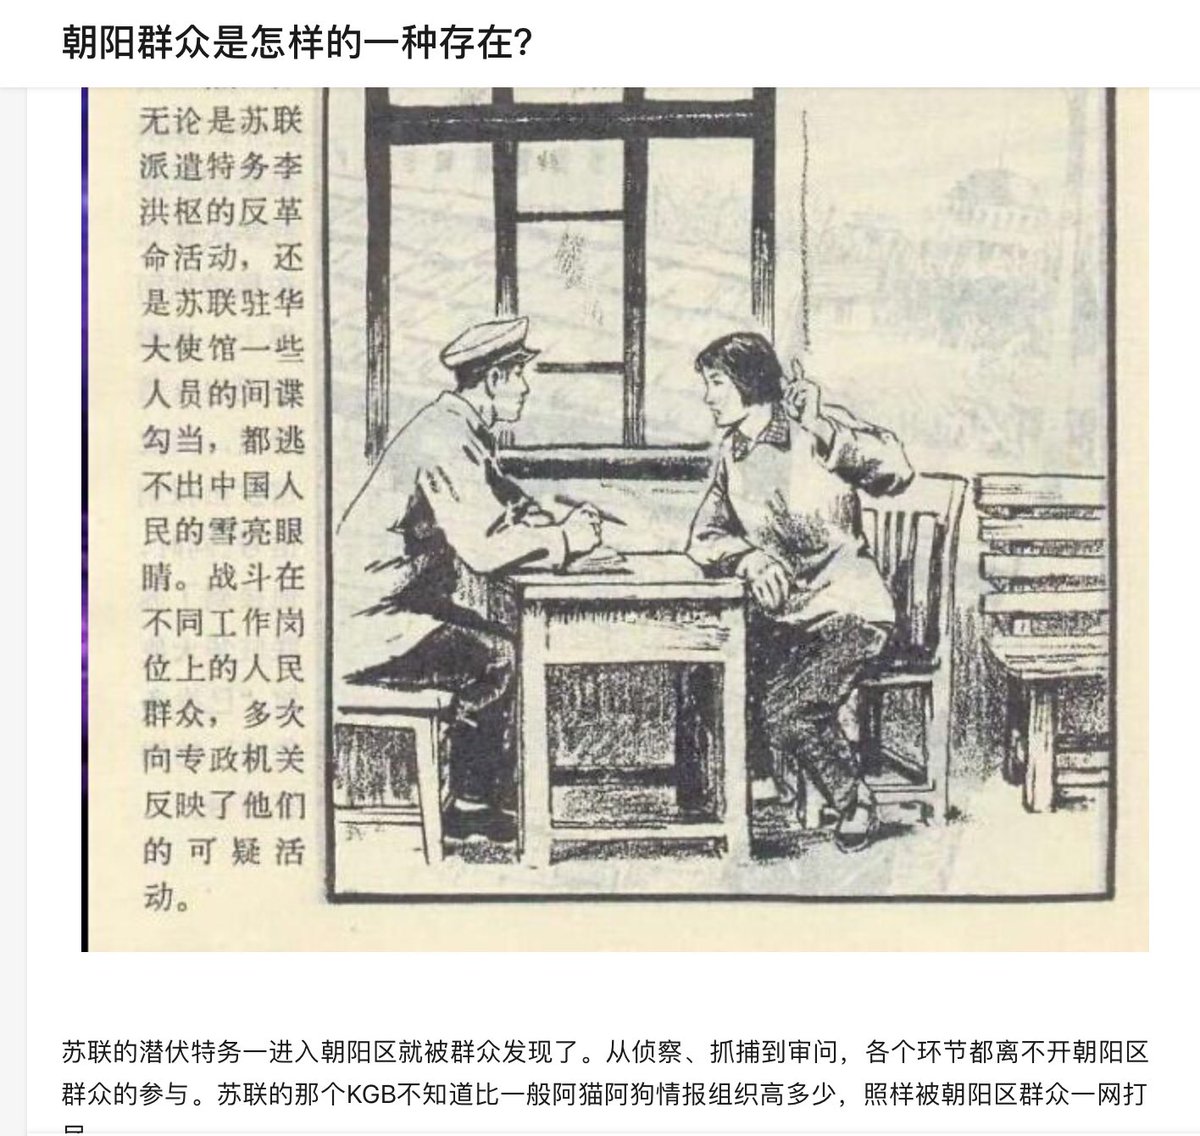 朝阳群众是怎样的一种存在?
无论是苏联
派遣特务李
洪枢的反革
命活动，还
是苏联驻华
大使馆一些
人员的间谍
勾当，都逃
不出中国人
民的雪亮眼
睛。战斗在
不同工作岗
位上的人民
群众，多次
向专政机关
反映了他们
的可疑活
动。
苏联的潜伏特务一进入朝阳区就被群众发现了。从侦察、抓捕到审问，各个环节都离不开朝阳区
群众的参与。苏联的那个KGB不知道比一般阿猫阿狗情报组织高多少，照样被朝阳区群众一网打